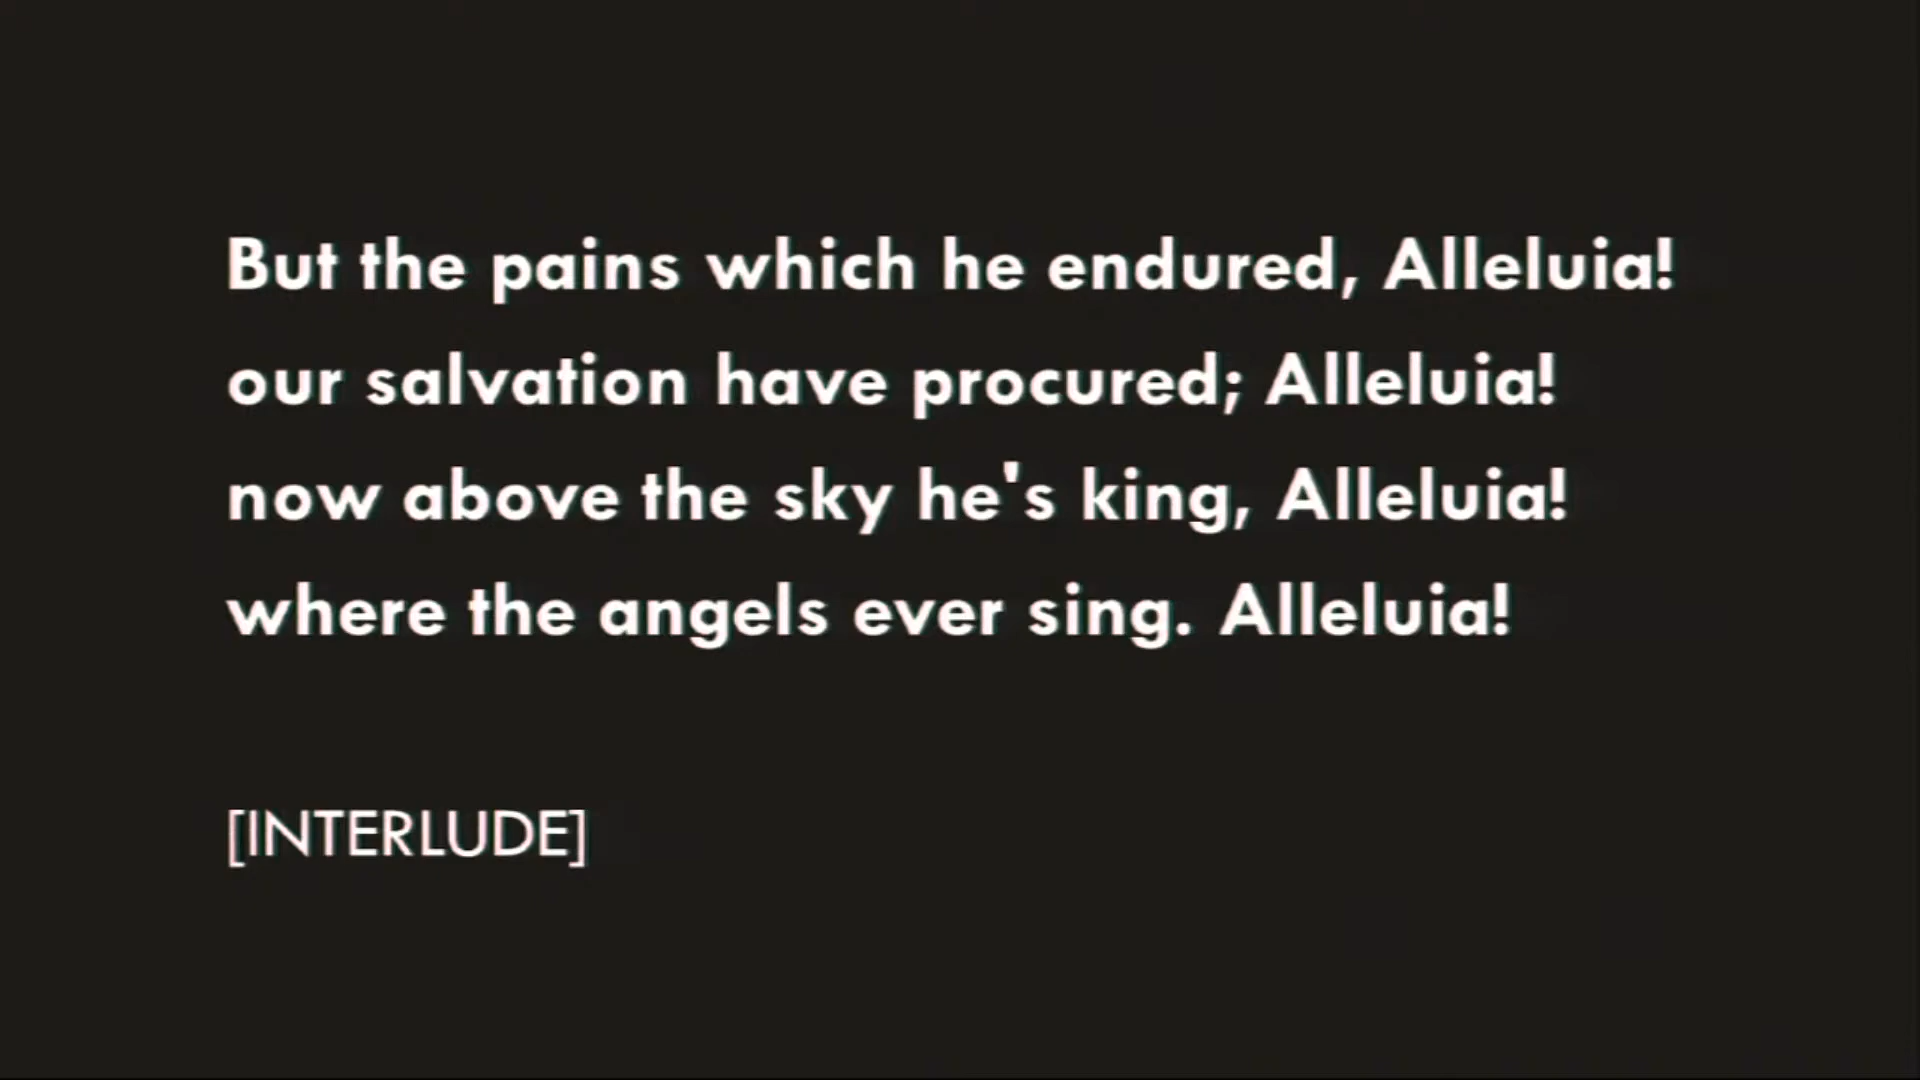 But the pains which he endured, Alleluia!
our salvation have procured; Alleluia!
now above the sky he's king, Alleluia!
where the angels ever sing. Alleluia!
[INTERLUDE]